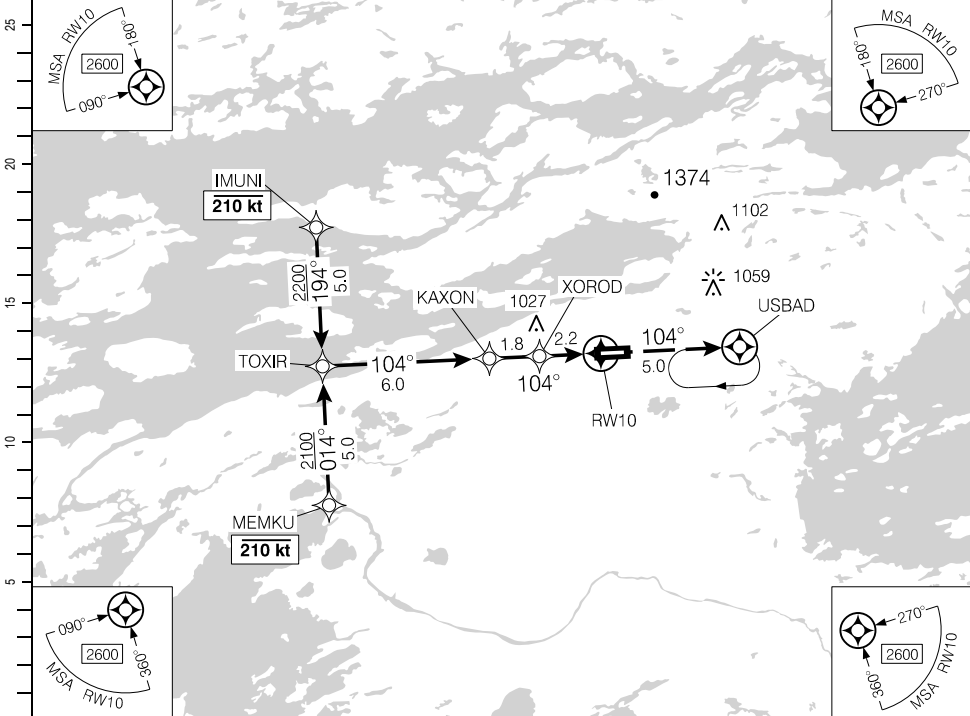 25
20
15
10
5
MSA RW10
180°
2600
090°
MSA RW10
180°
2600
270°
IMUNI
210 kt
2200
194°
5.0
1374
1102
1059
1027
KAXON
XOROD
USBAD
TOXIR
104°
6.0
1.8
104°
2.2
104°
5.0
RW10
2100
014°
5.0
MEMKU
210 kt
090°
2600
360°
MSA RW10
270°
2600
360°
MSA RW10